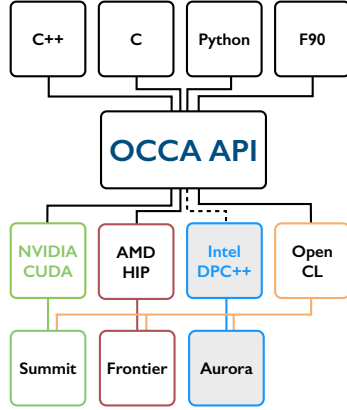 C++
C
Python
F90
OCCA API
NVIDIA
CUDA
AMD
HIP
Intel
DPC++
Open
CL
Summit
Frontier
Aurora